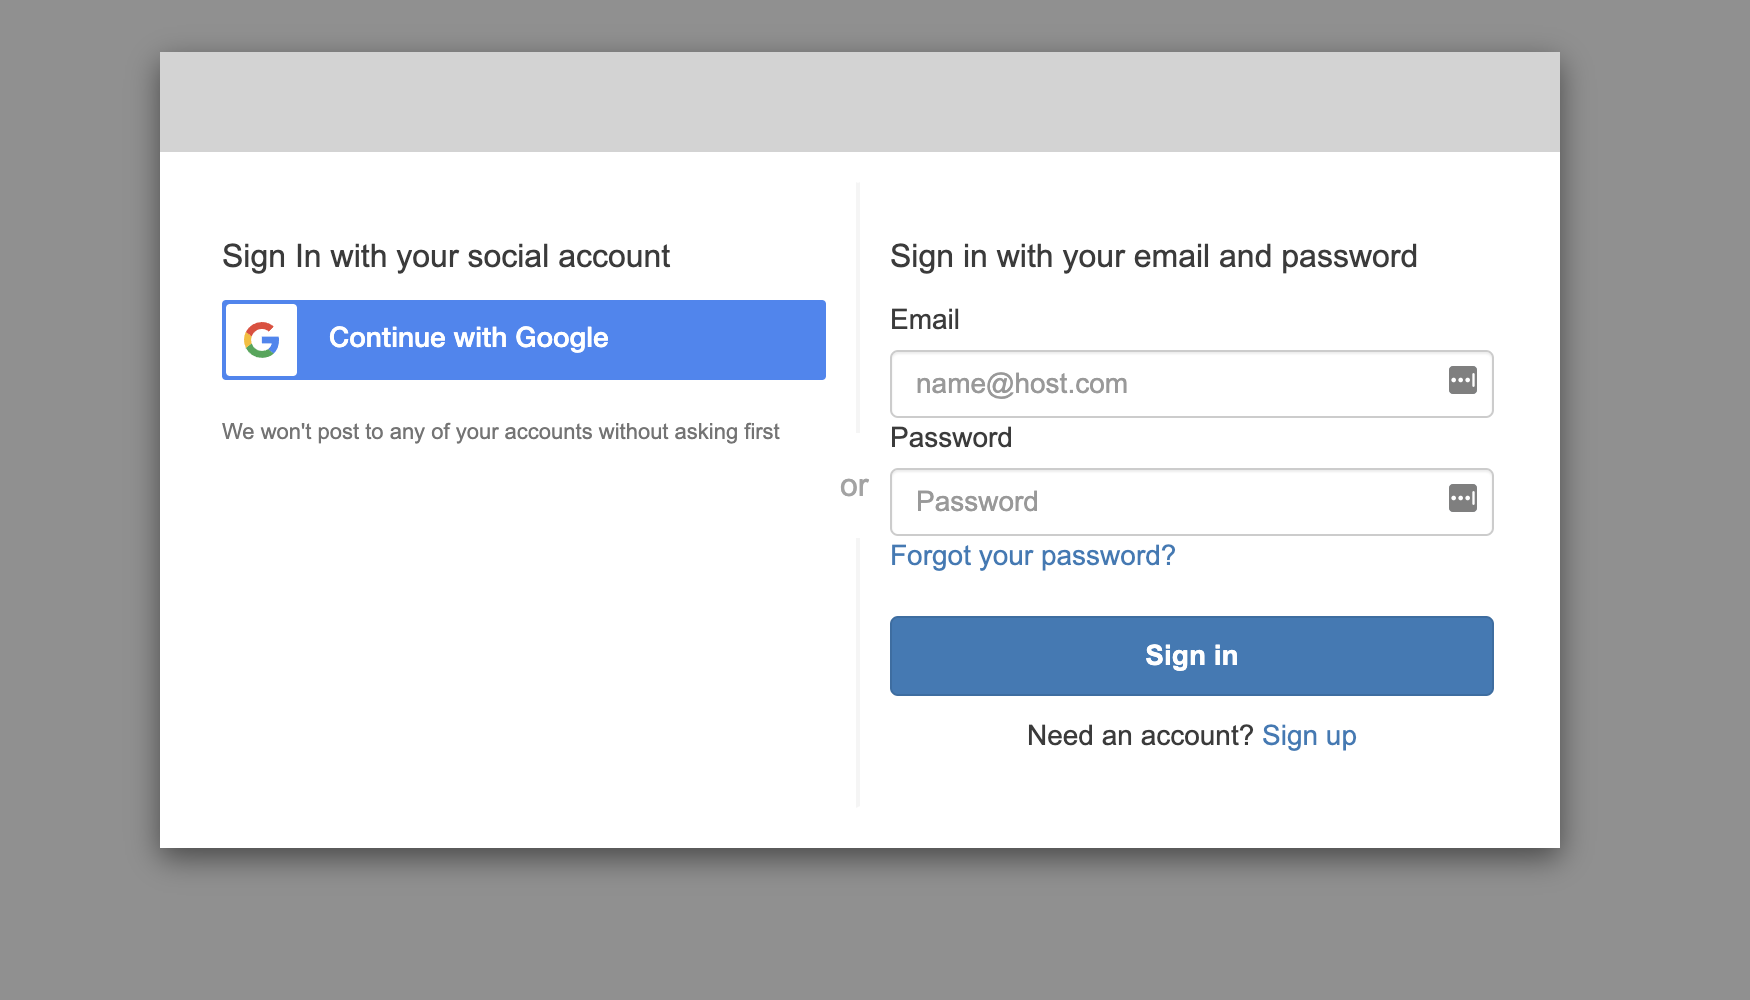 Sign In with your social account
Continue with Google
We won't post to any of your accounts without asking first
or
Sign in with your email and password
Email
name@host.com
Password
Password
Forgot your password?
Sign in
Need an account? Sign up